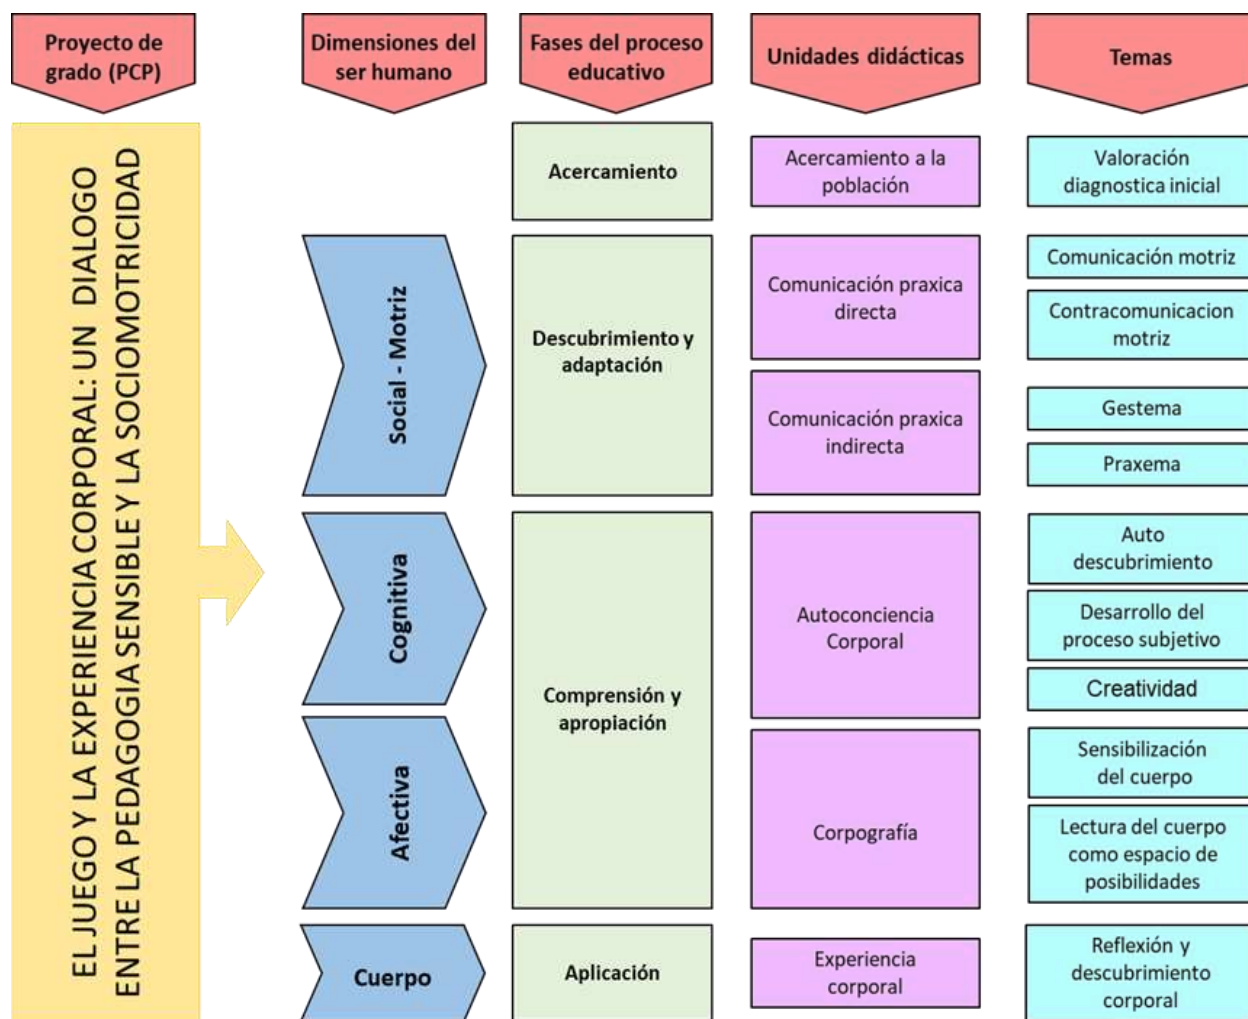 Proyecto de
grado (PCP)
Dimensiones del
ser humano
Fases del proceso
educativo
Unidades didácticas
Temas
EL JUEGO Y LA EXPERIENCIA CORPORAL: UN DIALOGO
ENTRE LA PEDAGOGIA SENSIBLE Y LA SOCIOMOTRICIDAD
Acercamiento
Acercamiento a la
población
Valoración
diagnostica inicial
Social - Motriz
Descubrimiento y
adaptación
Comunicación praxica
directa
Comunicación motriz
Contracomunicacion
motriz
Comunicación praxica
indirecta
Gestema
Praxema
Cognitiva
Comprensión y
apropiación
Autoconciencia
Corporal
Auto
descubrimiento
Desarrollo del
proceso subjetivo
Creatividad
Afectiva
Corpografía
Sensibilización
del cuerpo
Lectura del cuerpo
como espacio de
posibilidades
Cuerpo
Aplicación
Experiencia
corporal
Reflexión y
descubrimiento
corporal